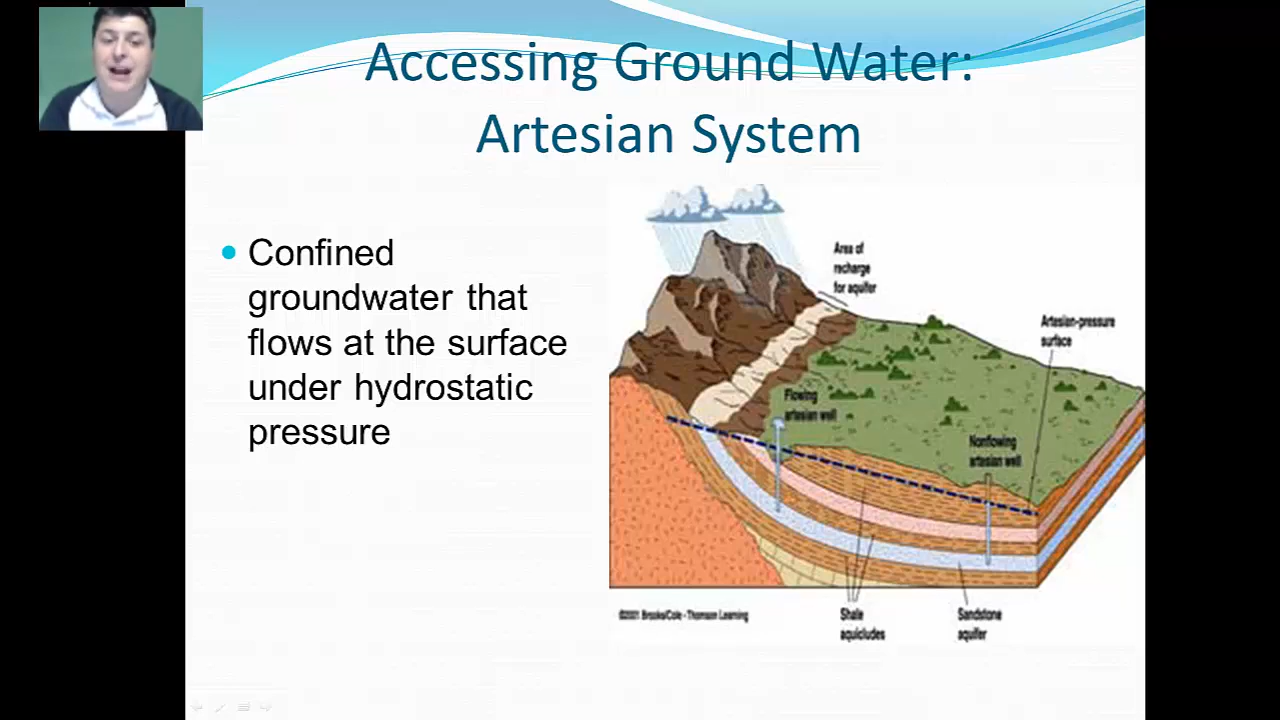 Accessing Ground Water:
Artesian System
Confined
groundwater that
flows at the surface
under hydrostatic
pressure
Area of
recharge
for aquifer
Artesian-pressure
surface
Flowing
artesian well
Nonflowing
artesian well
©2001 Brooks/Cole - Thomson Learning
Shale
aquicludes
Sandstone
aquifer